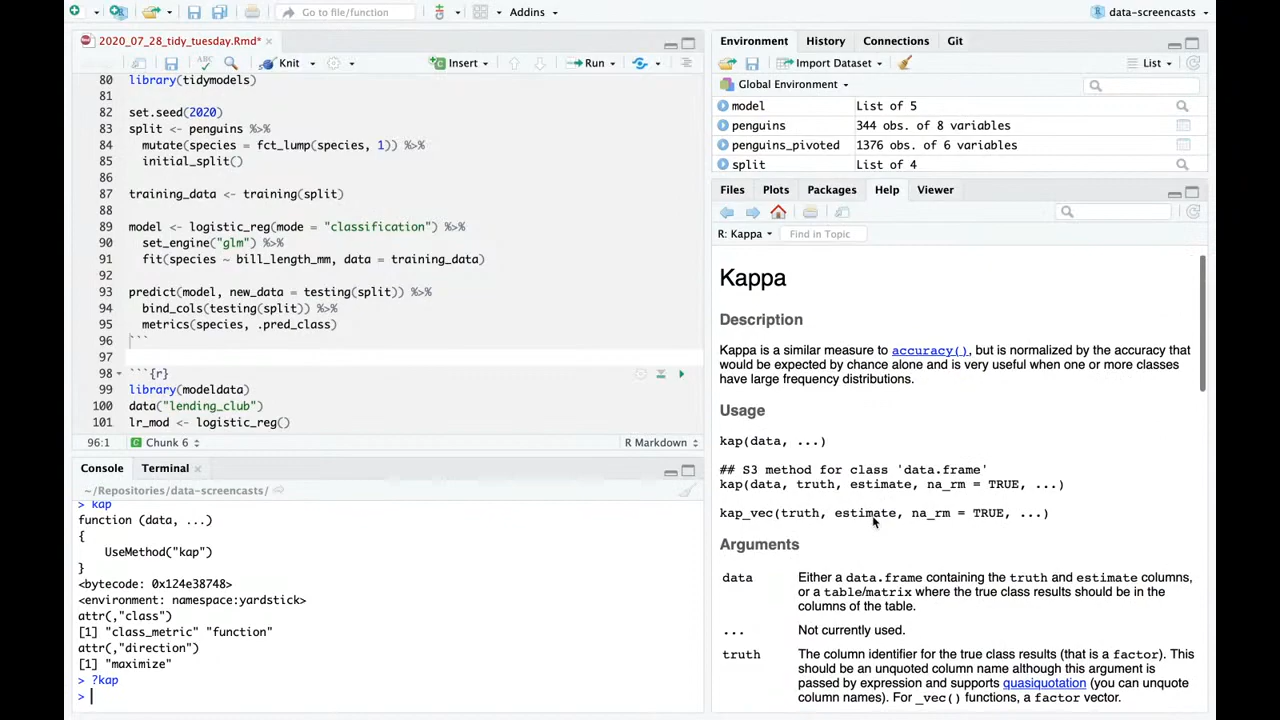 Go to file/function
Addins
data-screencasts
2020_07_28_tidy_tuesday.Rmd*
ABC
Knit
Insert
Run
80 library(tidymodels)
81
82 set.seed(2020)
83 split <- penguins %>%
84 mutate(species = fct_lump(species, 1)) %>%
85 initial_split()
86
87 training_data <- training(split)
88
89 model <- logistic_reg(mode = "classification") %>%
90 set_engine("glm") %>%
91 fit(species ~ bill_length_mm, data = training_data)
92
93 predict(model, new_data = testing(split)) %>%
94 bind_cols(testing(split)) %>%
95 metrics(species, .pred_class)
96 ```
97
98 ```{r}
99 library(modeldata)
100 data("lending_club")
101 lr_mod <- logistic_reg()
96:1 Chunk 6 R Markdown
Console Terminal
~/Repositories/data-screencasts/
> kap
function (data, ...)
{
UseMethod("kap")
}
<bytecode: 0x124e38748>
<environment: namespace:yardstick>
attr(,"class")
[1] "class_metric" "function"
attr(,"direction")
[1] "maximize"
> ?kap
>
Environment History Connections Git
Import Dataset List
Global Environment
model List of 5
penguins 344 obs. of 8 variables
penguins_pivoted 1376 obs. of 6 variables
split List of 4
Files Plots Packages Help Viewer
R: Kappa Find in Topic
Kappa
Description
Kappa is a similar measure to accuracy(), but is normalized by the accuracy that
would be expected by chance alone and is very useful when one or more classes
have large frequency distributions.
Usage
kap(data, ...)
## S3 method for class 'data.frame'
kap(data, truth, estimate, na_rm = TRUE, ...)
kap_vec(truth, estimate, na_rm = TRUE, ...)
Arguments
data Either a data.frame containing the truth and estimate columns,
or a table/matrix where the true class results should be in the
columns of the table.
... Not currently used.
truth The column identifier for the true class results (that is a factor). This
should be an unquoted column name although this argument is
passed by expression and supports quasiquotation (you can unquote
column names). For _vec() functions, a factor vector.